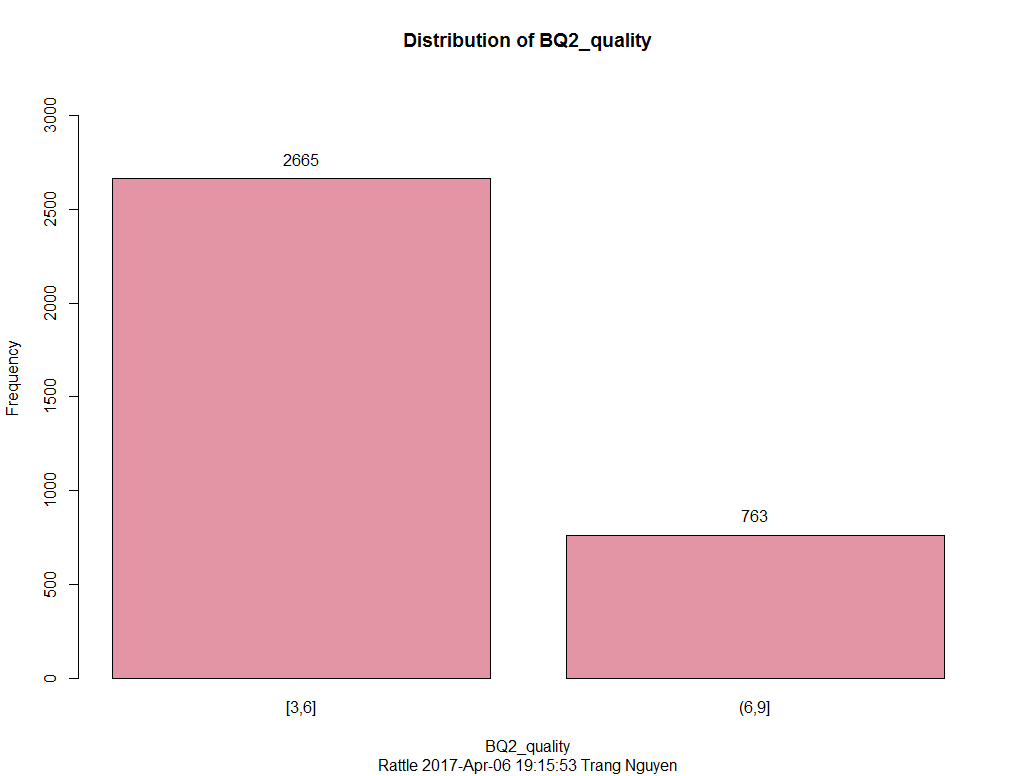 Distribution of BQ2_quality
3000
2500
2000
1500
1000
500
0
Frequency
2665
763
[3,6]
(6,9]
BQ2_quality
Rattle 2017-Apr-06 19:15:53 Trang Nguyen